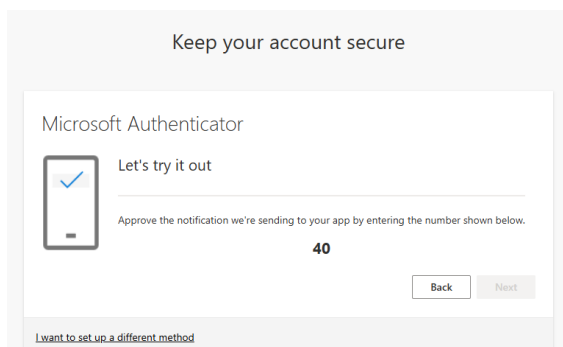 Keep your account secure
Microsoft Authenticator
Let's try it out
Approve the notification we're sending to your app by entering the number shown below.
40
Back
Next
I want to set up a different method